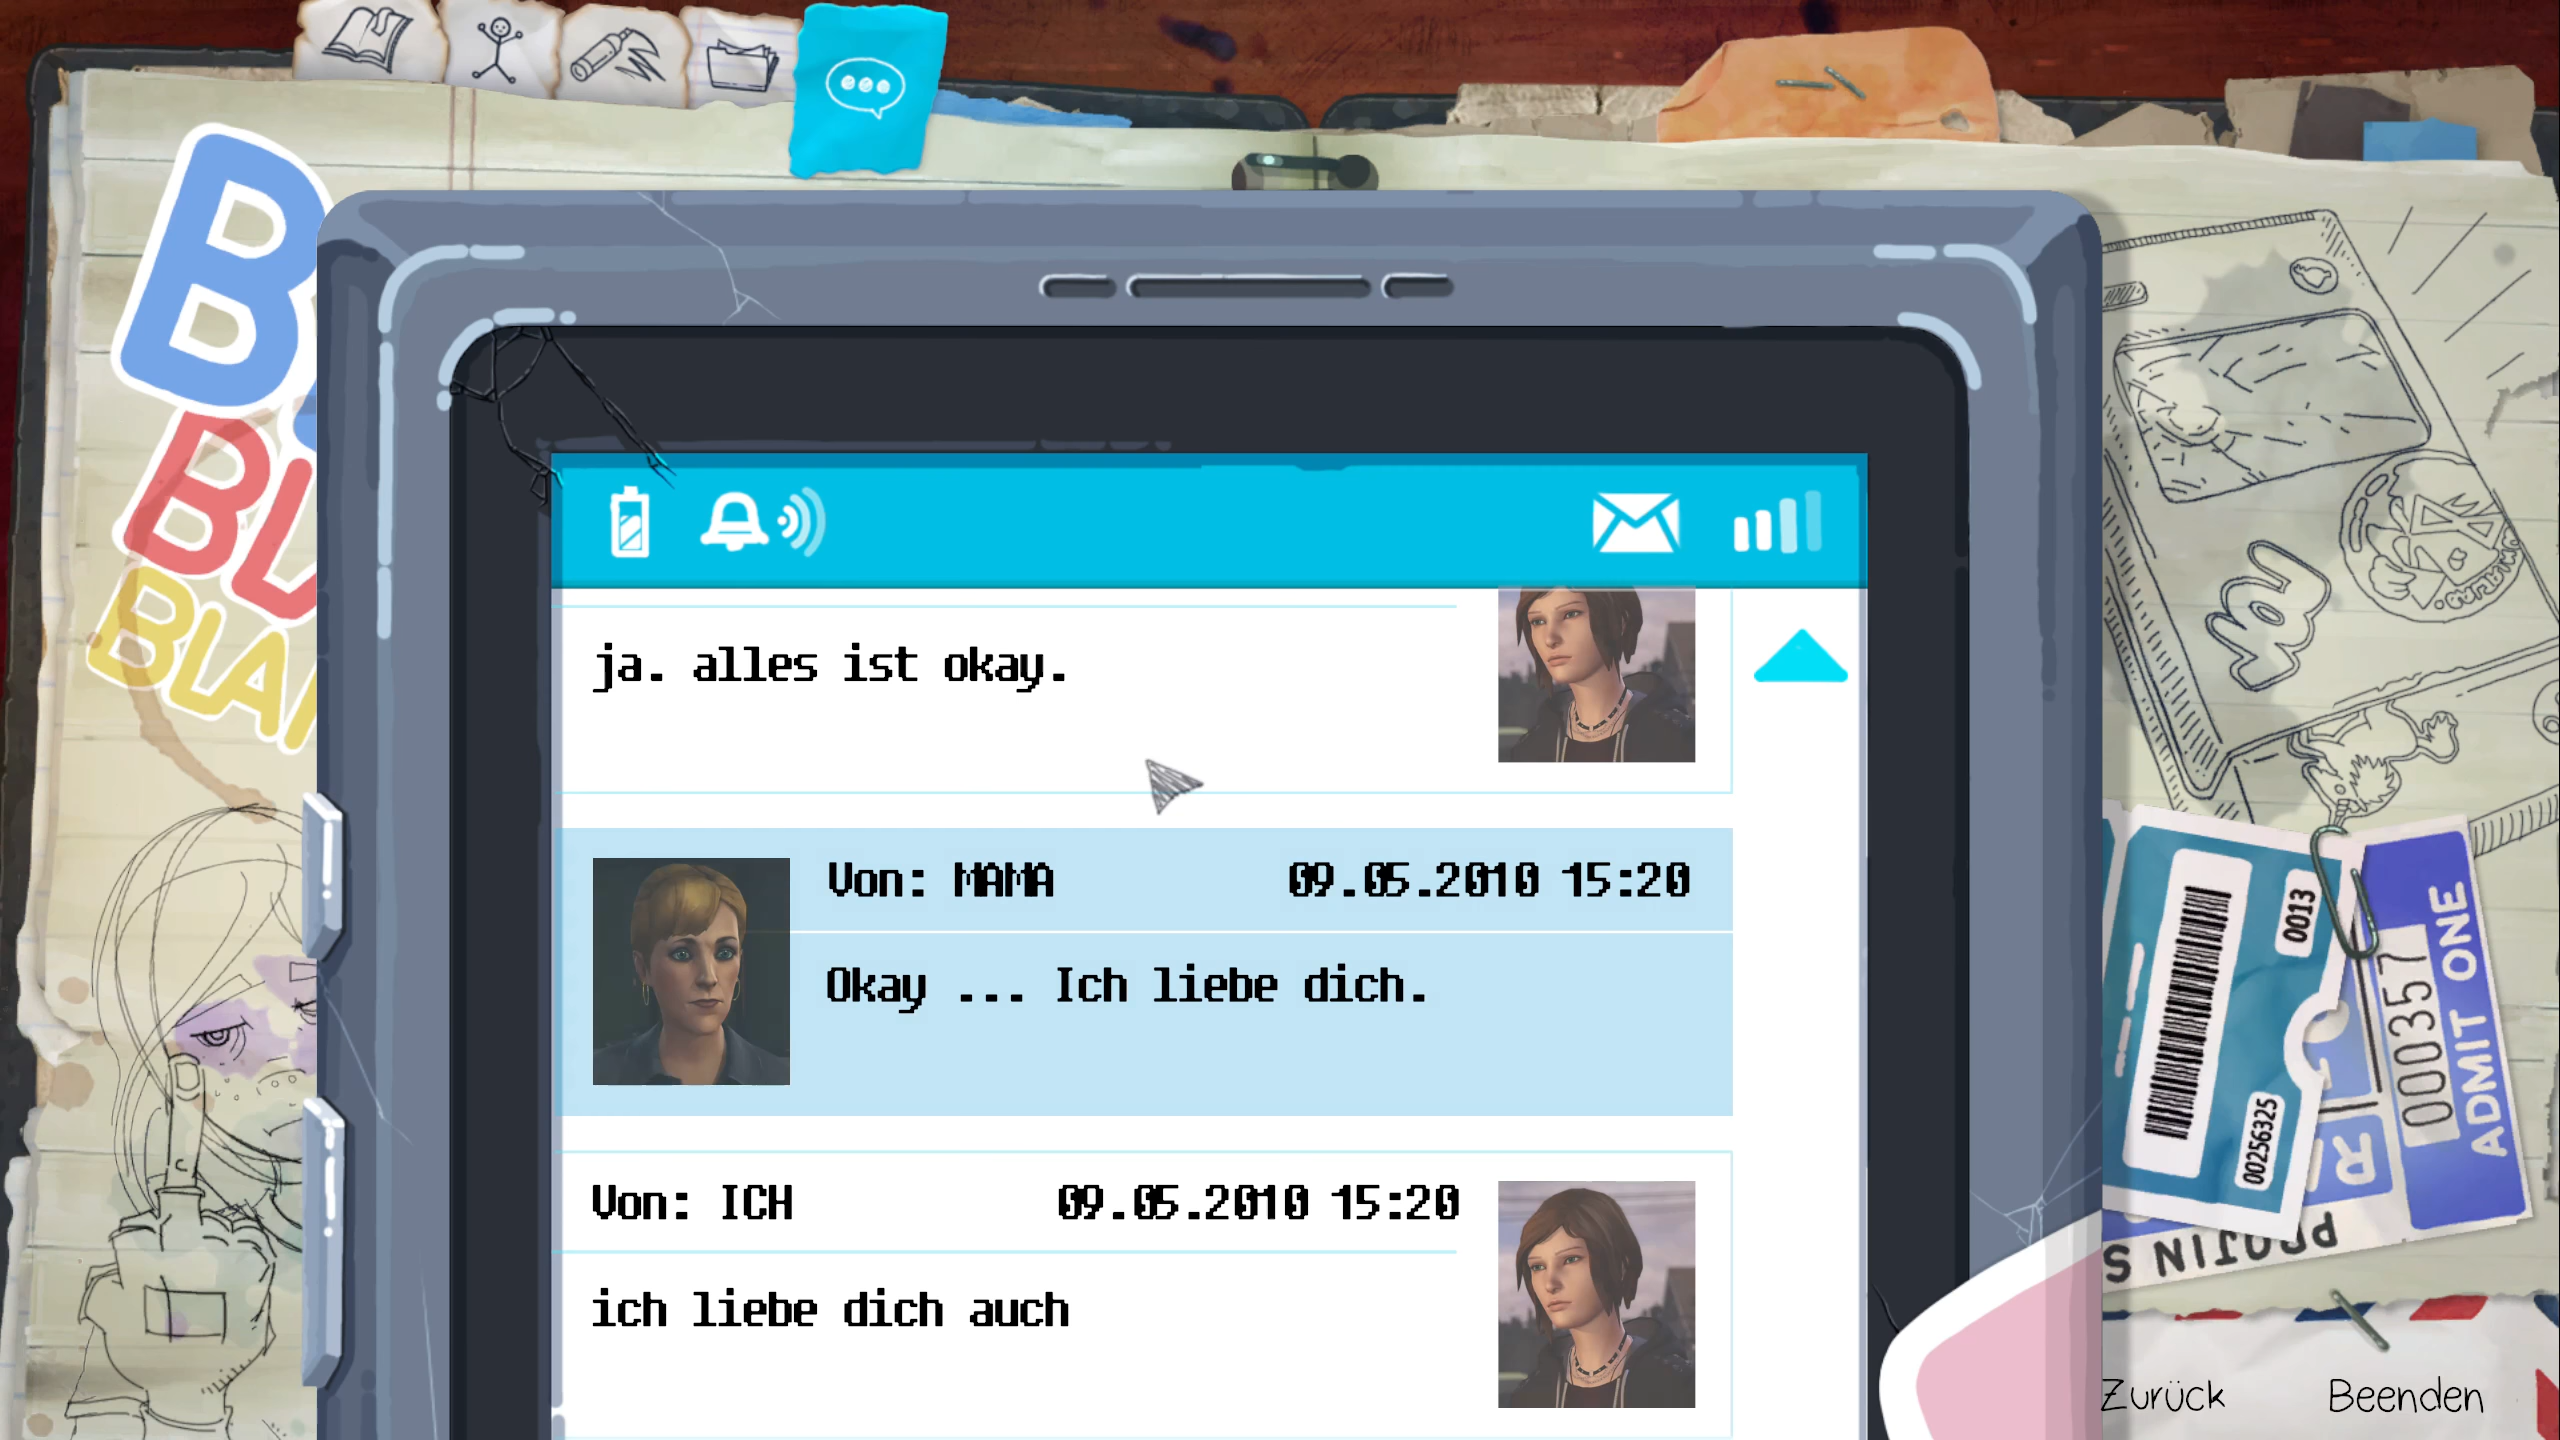 ja. alles ist okay.
Von: MAMA 09.05.2010 15:20
Okay ... Ich liebe dich.
Von: ICH 09.05.2010 15:20
ich liebe dich auch
0013
00256325
000357
ADMIT ONE
Zurück Beenden